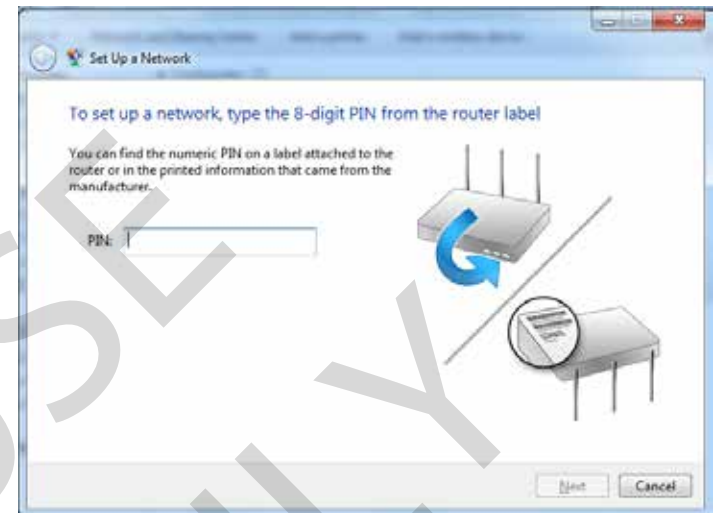 Set Up a Network
To set up a network, type the 8-digit PIN from the router label
You can find the numeric PIN on a label attached to the
router or in the printed information that came from the
manufacturer.
PIN:
Next
Cancel